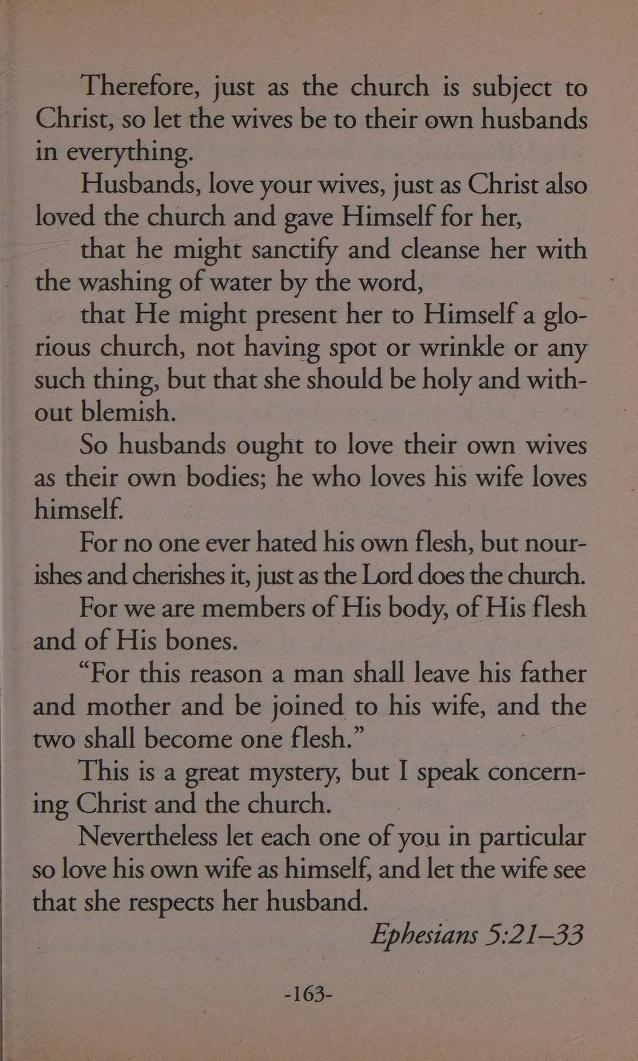 Therefore, just as the church is subject to
Christ, so let the wives be to their own husbands
in everything.
Husbands, love your wives, just as Christ also
loved the church and gave Himself for her,
that he might sanctify and cleanse her with
the washing of water by the word,
that He might present her to Himself a glo-
rious church, not having spot or wrinkle or any
such thing, but that she should be holy and with-
out blemish.
So husbands ought to love their own wives
as their own bodies; he who loves his wife loves
himself.
For no one ever hated his own flesh, but nour-
ishes and cherishes it, just as the Lord does the church.
For we are members of His body, of His flesh
and of His bones.
“For this reason a man shall leave his father
and mother and be joined to his wife, and the
two shall become one flesh.”
This is a great mystery, but I speak concern-
ing Christ and the church.
Nevertheless let each one of you in particular
so love his own wife as himself, and let the wife see
that she respects her husband.
Ephesians 5:21–33
-163-